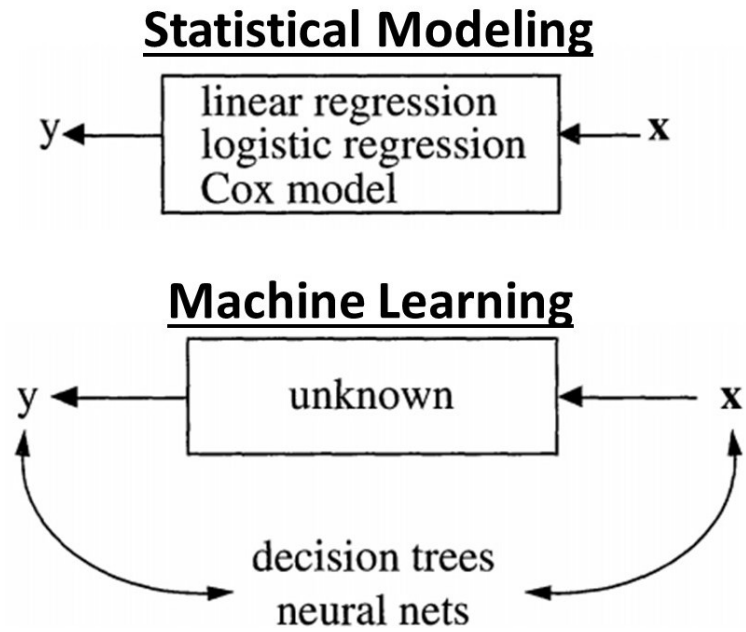 Statistical Modeling
y
linear regression
logistic regression
Cox model
x
Machine Learning
y
unknown
x
decision trees
neural nets